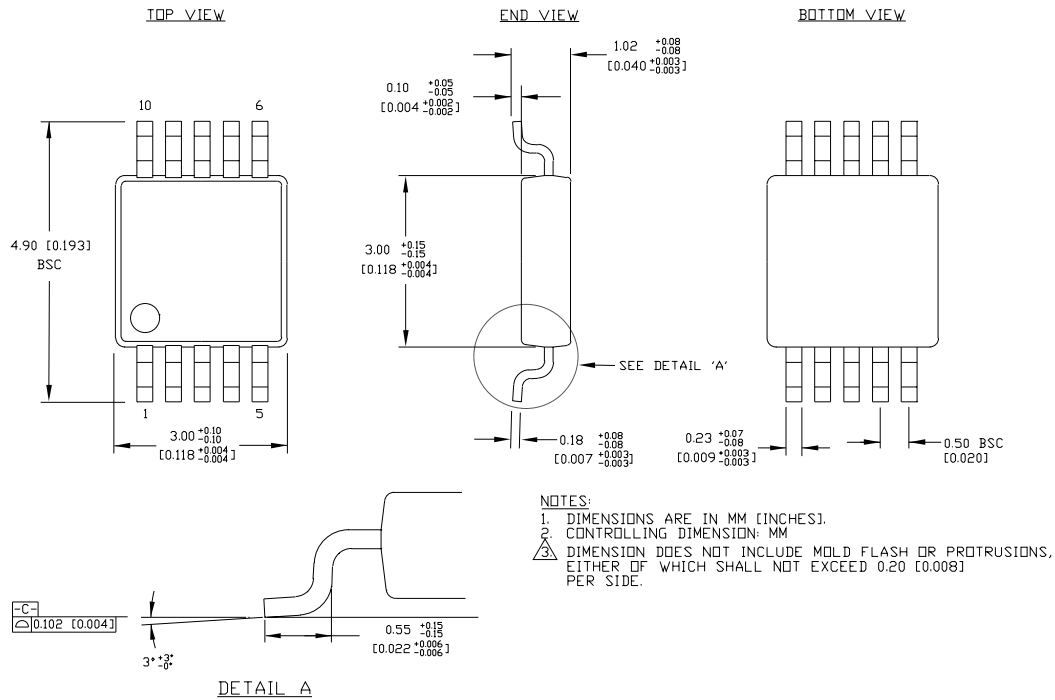 TOP VIEW
END VIEW
BOTTOM VIEW
1.02 +0.08 -0.08
[0.040 +0.003 -0.003]
0.10 +0.05 -0.05
[0.004 +0.002 -0.002]
10 6
4.90 [0.193]
BSC
3.00 +0.15 -0.15
[0.118 +0.004 -0.004]
SEE DETAIL 'A'
1 5
3.00 +0.10 -0.10
[0.118 +0.004 -0.004]
0.18 +0.08 -0.08
[0.007 +0.003 -0.003]
0.23 +0.07 -0.08
[0.009 +0.003 -0.003]
0.50 BSC
[0.020]
NOTES:
1. DIMENSIONS ARE IN MM [INCHES].
2. CONTROLLING DIMENSION: MM
3. DIMENSION DOES NOT INCLUDE MOLD FLASH OR PROTRUSIONS,
EITHER OF WHICH SHALL NOT EXCEED 0.20 [0.008]
PER SIDE.
-C-
0.102 [0.004]
3° +3° -0°
0.55 +0.15 -0.15
[0.022 +0.006 -0.006]
DETAIL A